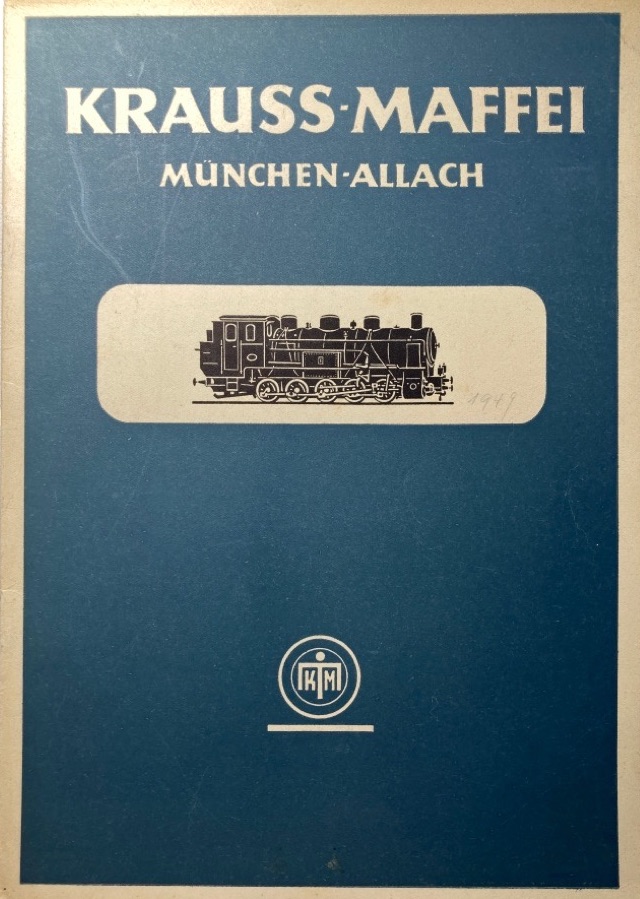 KRAUSS-MAFFEI
MÜNCHEN-ALLACH
1949
KM